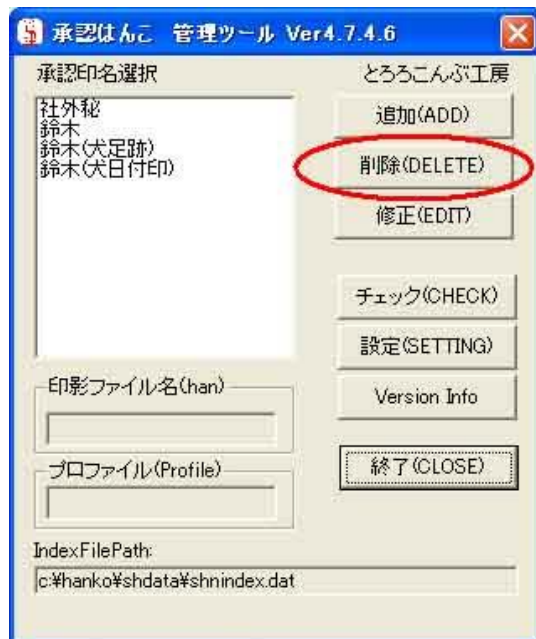 承認はんこ 管理ツール Ver4.7.4.6
承認印名選択
とろろこんぶ工房
社外秘
鈴木
鈴木(犬足跡)
鈴木(犬日付印)
追加(ADD)
削除(DELETE)
修正(EDIT)
チェック(CHECK)
設定(SETTING)
Version Info
終了(CLOSE)
印影ファイル名(han)
プロファイル(Profile)
IndexFilePath:
c:¥hanko¥shdata¥shnindex.dat